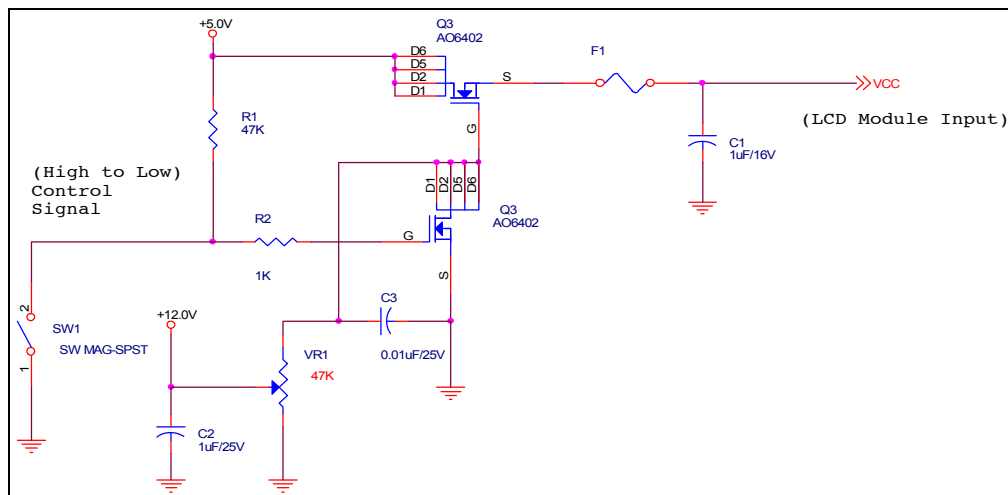 +5.0V
Q3
AO6402
D6
D5
D2
D1
S
G
F1
VCC
(LCD Module Input)
R1
47K
C1
1uF/16V
(High to Low)
Control
Signal
D1
D2
D5
D6
Q3
AO6402
R2
G
1K
S
C3
0.01uF/25V
+12.0V
2
SW1
SW MAG-SPST
1
VR1
47K
C2
1uF/25V